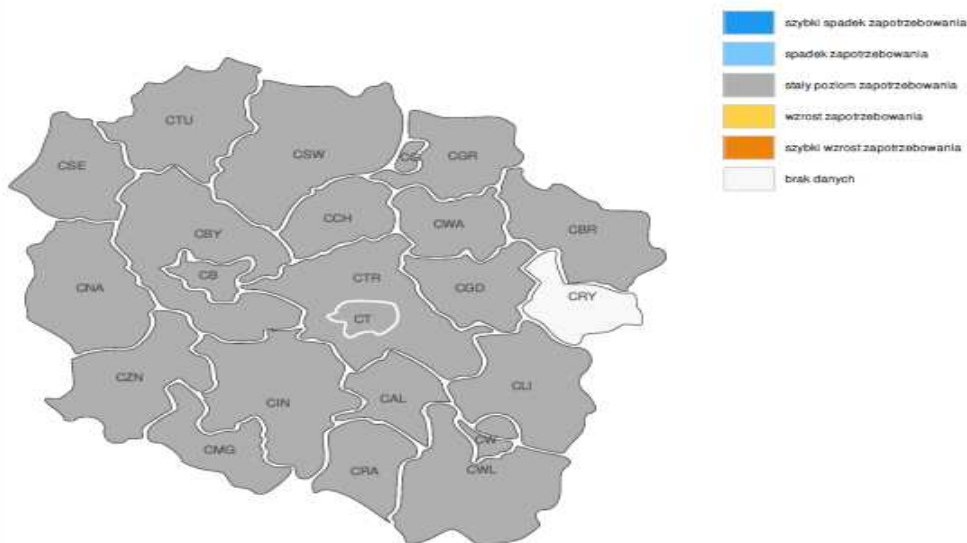 szybki spadek zapotrzebowania
spadek zapotrzebowania
stały poziom zapotrzebowania
wzrost zapotrzebowania
szybki wzrost zapotrzebowania
brak danych
CTU
CSW
CG
CGR
CSE
CCH
CWA
CBR
CBY
CB
CTR
CNA
CGD
CRY
CT
CZN
CIN
CAL
CLI
CMG
CRA
CW
CWL